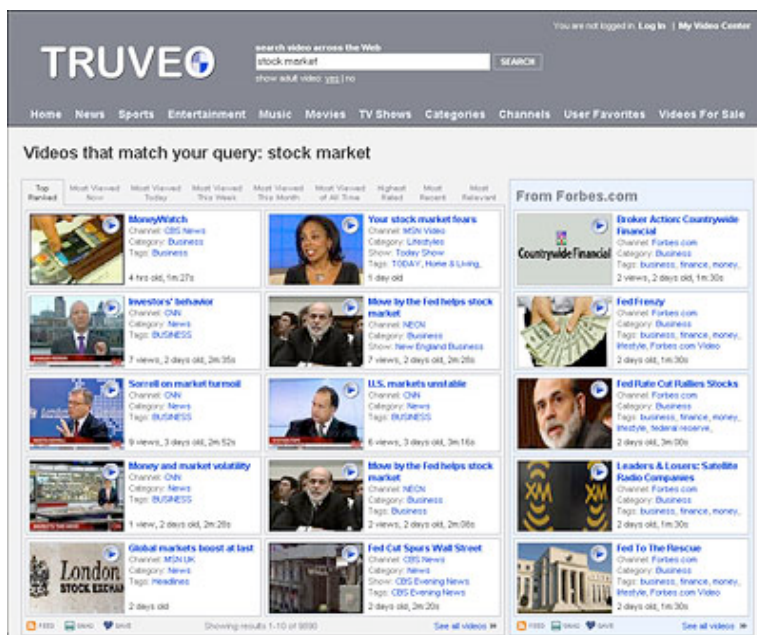 You are not logged in. Log In | My Video Center
TRUVEO
search video across the Web
stock market
SEARCH
show adult video: yes | no
Home News Sports Entertainment Music Movies TV Shows Categories Channels User Favorites Videos For Sale
Videos that match your query: stock market
Top Ranked
Most Viewed Now
Most Viewed Today
Most Viewed This Week
Most Viewed This Month
Most Viewed of All Time
Highest Rated
Most Recent
Most Relevant
MoneyWatch
Channel: CBS News
Category: Business
Tags: Business
4 hrs old, 1m:27s
Your stock market fears
Channel: MSN Video
Category: Lifestyles
Show: Today Show
Tags: TODAY, Home & Living,
1 day old
Investors' behavior
Channel: CNN
Category: News
Tags: BUSINESS
7 views, 2 days old, 2m:35s
Move by the Fed helps stock
market
Channel: NECN
Category: Business
Show: New England Business
7 views, 2 days old, 2m:28s
Sorrell on market turmoil
Channel: CNN
Category: News
Tags: BUSINESS
9 views, 3 days old, 2m:52s
U.S. markets unstable
Channel: CNN
Category: News
Tags: BUSINESS
6 views, 3 days old, 3m:16s
Money and market volatility
Channel: CNN
Category: News
Tags: BUSINESS
1 view, 2 days old, 2m:28s
Move by the Fed helps stock
market
Channel: NECN
Category: Business
Tags: Business
2 views, 2 days old, 2m:08s
London
STOCK EXCHAN
Global markets boost at last
Channel: MSN UK
Category: News
Tags: Headlines
2 days old
Fed Cut Spurs Wall Street
Channel: CBS News
Category: News
Show: CBS Evening News
Tags: CBS Evening News
2 days old, 2m:20s
FEED
SAVE
Showing results 1-10 of 9890
See all videos »
From Forbes.com
Countrywide Financial
Broker Action: Countrywide
Financial
Channel: Forbes.com
Category: Business
Tags: business, finance, money,
2 views, 2 days old, 1m:30s
Fed Frenzy
Channel: Forbes.com
Category: Business
Tags: business, finance, money,
lifestyle, Forbes.com Video
2 days old, 1m:30s
Fed Rate Cut Rallies Stocks
Channel: Forbes.com
Category: Business
Tags: business, finance, money,
lifestyle, federal reserve,
2 days old, 3m:00s
XM
XM
Leaders & Losers: Satellite
Radio Companies
Channel: Forbes.com
Category: Business
Tags: business, finance, money,
2 days old, 1m:30s
Fed To The Rescue
Channel: Forbes.com
Category: Business
Tags: business, finance, money,
lifestyle, Forbes.com Video
2 days old, 1m:30s
FEED
SAVE
See all videos »